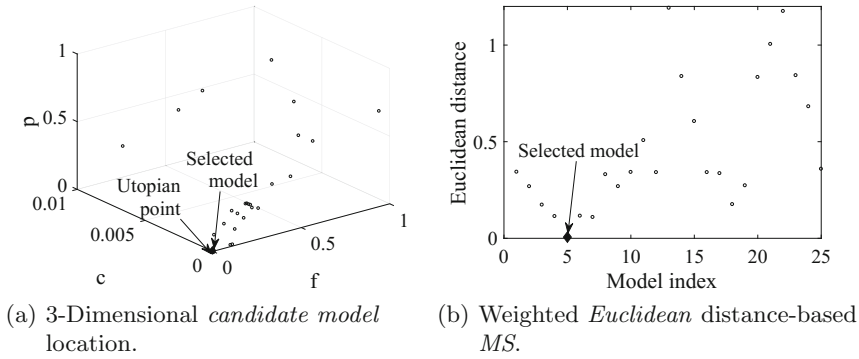 1
0.5
0
p
0.01
0.005
0
c
0
0.5
1
f
Utopian
point
Selected
model
1
0.5
0
Euclidean distance
Selected model
0
5
10
15
20
25
Model index
(a) 3-Dimensional candidate model
location.
(b) Weighted Euclidean distance-based
MS.